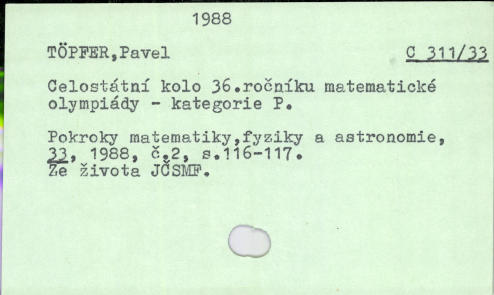 1988
TÖPFER,Pavel C 311/33
Celostátní kolo 36.ročníku matematické
olympiády - kategorie P.
Pokroky matematiky,fyziky a astronomie,
33, 1988, č.2, s.116-117.
Ze života JČSMF.